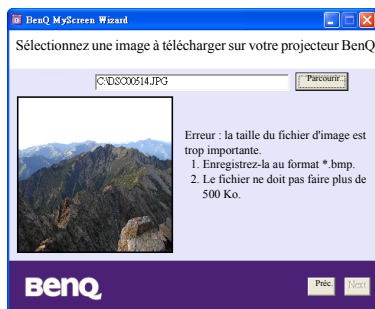 BenQ MyScreen Wizard
Sélectionnez une image à télécharger sur votre projecteur BenQ
C:\DSC00514.JPG
Parcourir...
Erreur : la taille du fichier d'image est
trop importante.
1. Enregistrez-la au format *.bmp.
2. Le fichier ne doit pas faire plus de
500 Ko.
BenQ
Préc.
Next